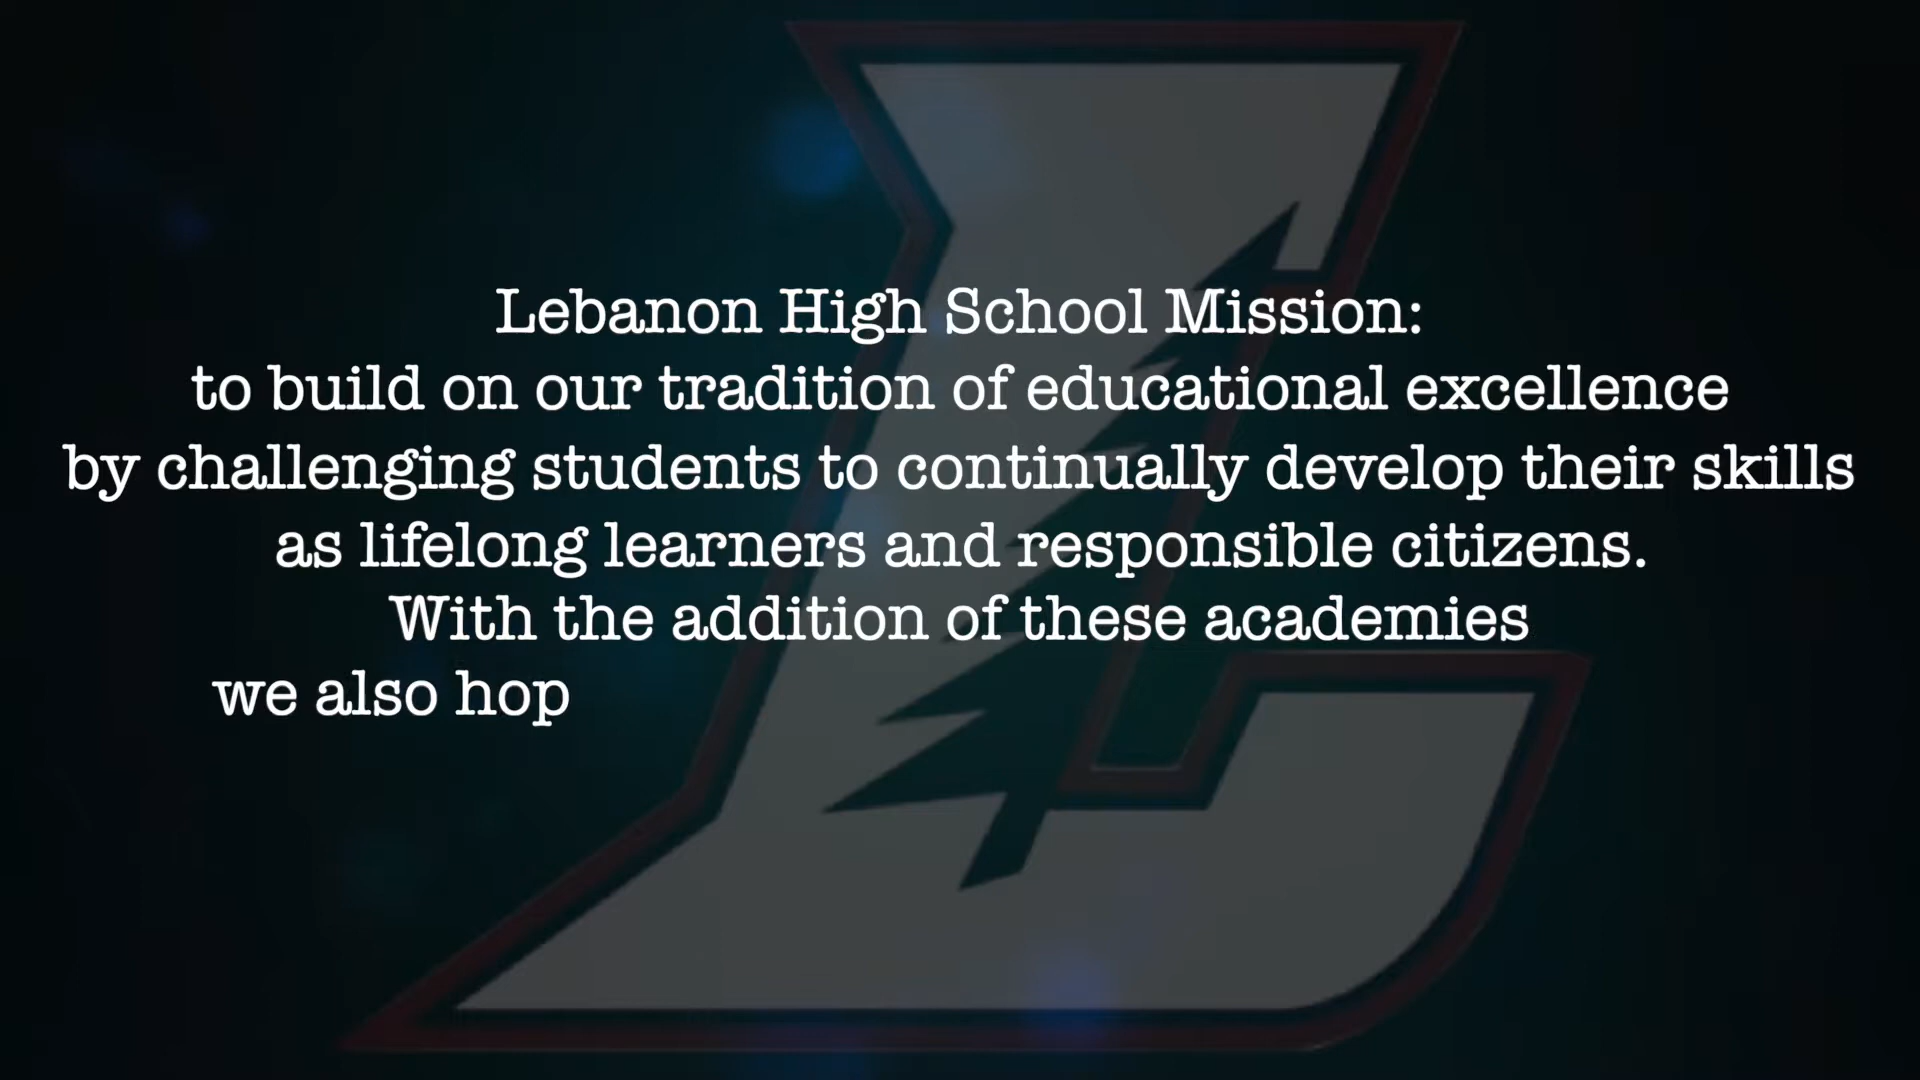 Lebanon High School Mission:
to build on our tradition of educational excellence
by challenging students to continually develop their skills
as lifelong learners and responsible citizens.
With the addition of these academies
we also hop